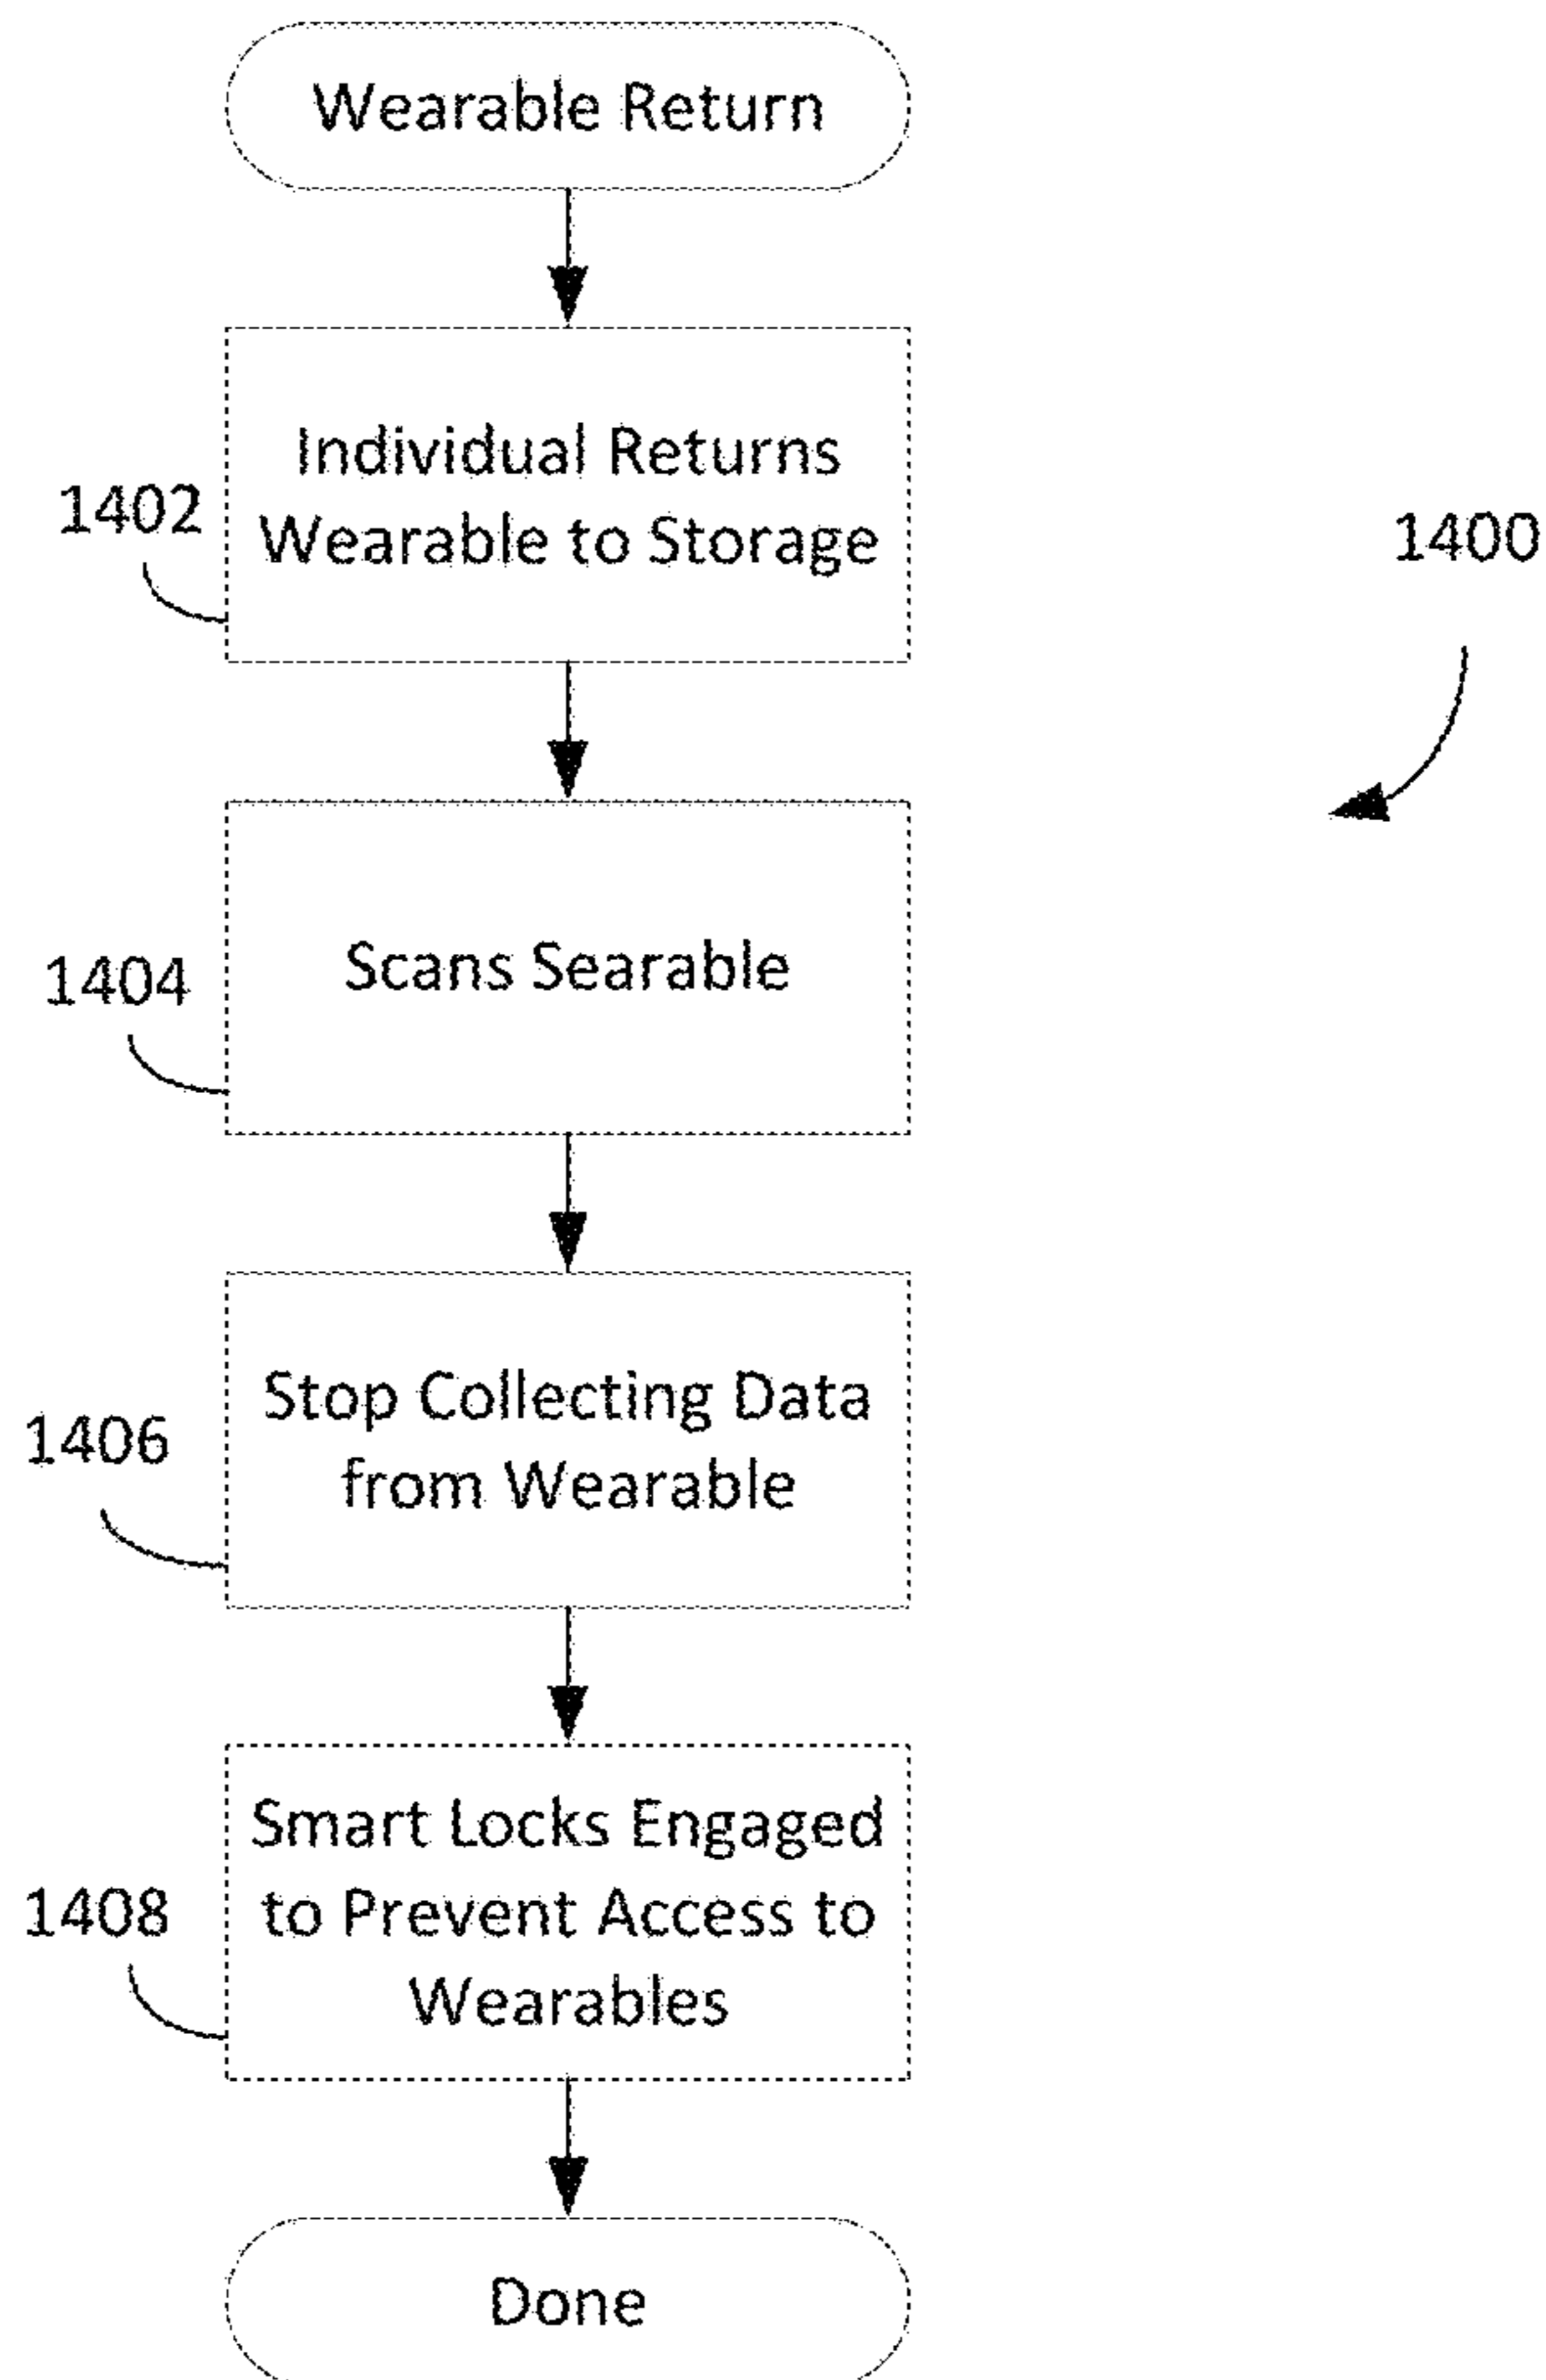 Wearable Return
Individual Returns
Wearable to Storage
1402
1400
Scans Searable
1404
Stop Collecting Data
from Wearable
1406
Smart Locks Engaged
to Prevent Access to
Wearables
1408
Done